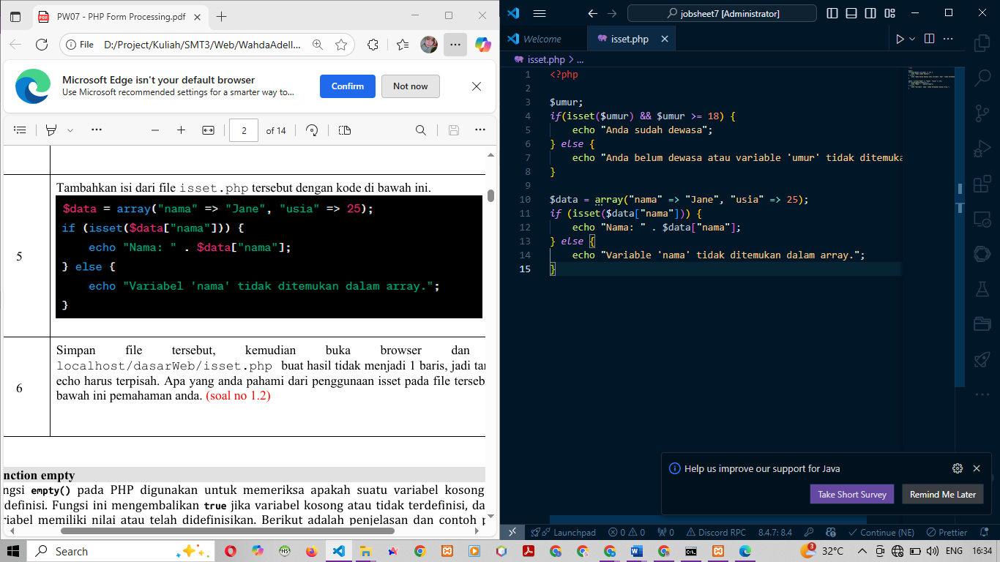 PW07 - PHP Form Processing.pdf
File
D:/Project/Kuliah/SMT3/Web/WahdaAdell...
Microsoft Edge isn't your default browser
Use Microsoft recommended settings for a smarter way to...
Confirm
Not now
2 of 14
5
Tambahkan isi dari file isset.php tersebut dengan kode di bawah ini.
$data = array("nama" => "Jane", "usia" => 25);
if (isset($data["nama"])) {
echo "Nama: " . $data["nama"];
} else {
echo "Variabel 'nama' tidak ditemukan dalam array.";
}
6
Simpan file tersebut, kemudian buka browser dan
localhost/dasarWeb/isset.php buat hasil tidak menjadi 1 baris, jadi
echo harus terpisah. Apa yang anda pahami dari penggunaan isset pada file
bawah ini pemahaman anda. (soal no 1.2)
nction empty
ngsi empty() pada PHP digunakan untuk memeriksa apakah suatu variabel kosong
definisi. Fungsi ini mengembalikan true jika variabel kosong atau tidak terdefinisi, da
riabel memiliki nilai atau telah didefinisikan. Berikut adalah penjelasan dan contoh
jobsheet7 [Administrator]
Welcome
isset.php
isset.php > ...
1 <?php
2
3 $umur;
4 if(isset($umur) && $umur >= 18) {
5 echo "Anda sudah dewasa";
6 } else {
7 echo "Anda belum dewasa atau variable 'umur' tidak ditemuka
8 }
9
10 $data = array("nama" => "Jane", "usia" => 25);
11 if (isset($data["nama"])) {
12 echo "Nama: " . $data["nama"];
13 } else {
14 echo "Variable 'nama' tidak ditemukan dalam array.";
15 }
Help us improve our support for Java
Take Short Survey
Remind Me Later
Launchpad 0 0 0 Discord RPC 8.4.7: 8.4 Continue (NE) Prettier
Search
3
32°C
ENG
16:34